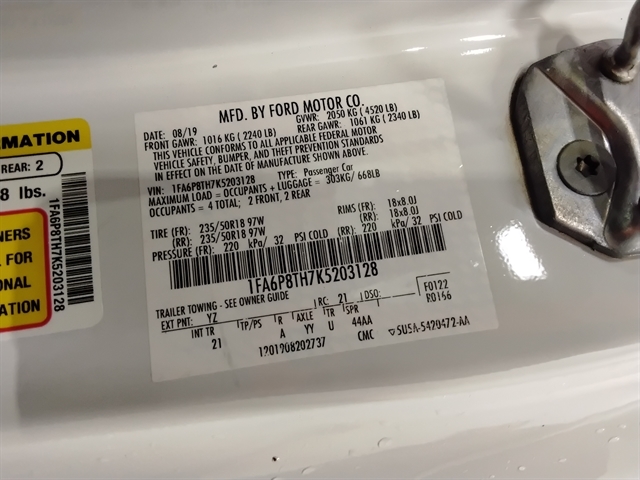 MFD. BY FORD MOTOR CO.
08/19 GVWR: 2050 KG ( 4520 LB)
FRONT GAWR: 1016 KG ( 2240 LB) REAR GAWR: 1061 KG ( 2340 LB)
THIS VEHICLE CONFORMS TO ALL APPLICABLE FEDERAL MOTOR
VEHICLE SAFETY, BUMPER, AND THEFT PREVENTION STANDARDS
IN EFFECT ON THE DATE OF MANUFACTURE SHOWN ABOVE.
VIN: 1FA6P8TH7K5203128 TYPE: Passenger Car
MAXIMUM LOAD = OCCUPANTS + LUGGAGE = 303KG/ 668LB
OCCUPANTS = 4 TOTAL; 2 FRONT, 2 REAR
TIRE (FR): 235/50R18 97W RIMS (FR): 18x8.0J
(RR): 235/50R18 97W (RR): 18x8.0J
PRESSURE (FR): 220 kPa/ 32 PSI COLD (RR): 220 kPa/ 32 PSI COLD
1FA6P8TH7K5203128
TRAILER TOWING - SEE OWNER GUIDE RC: 21 DSO: F0122
EXT PNT: YZ R0166
INT TR TP/PS R AXLE TR SPR
21 A YY U 44AA
1201908202737 CMC SU5A-5420472-AA
RMATION
REAR: 2
8 lbs.
NERS
L FOR
ONAL
ATION
1FA6P8TH7K5203128